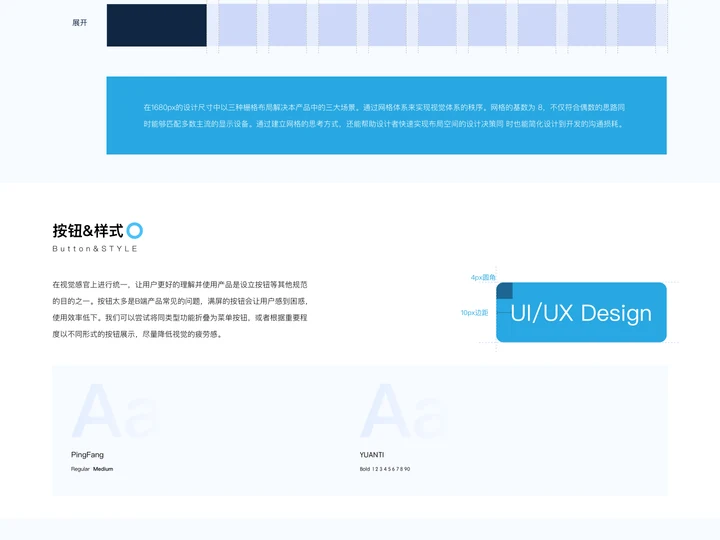 展开
在1680px的设计尺寸中以三种栅格布局解决本产品中的三大场景。通过网格体系来实现视觉体系的秩序。网格的基数为 8，不仅符合偶数的思路同
时能够匹配多数主流的显示设备。通过建立网格的思考方式，还能帮助设计者快速实现布局空间的设计决策同 时也能简化设计到开发的沟通损耗。
按钮&样式
Button&STYLE
在视觉感官上进行统一，让用户更好的理解并使用产品是设立按钮等其他规范
的目的之一。按钮太多是B端产品常见的问题，满屏的按钮会让用户感到困惑，
使用效率低下。我们可以尝试将同类型功能折叠为菜单按钮，或者根据重要程
度以不同形式的按钮展示，尽量降低视觉的疲劳感。
4px圆角
16px边距
UI/UX Design
Aa
PingFang
Regular Medium
Aa
YUANTI
Bold 1 2 3 4 5 6 7 8 90